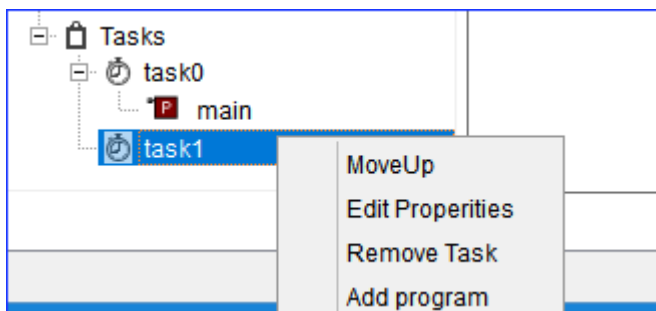 Tasks
task0
P main
task1
MoveUp
Edit Properities
Remove Task
Add program